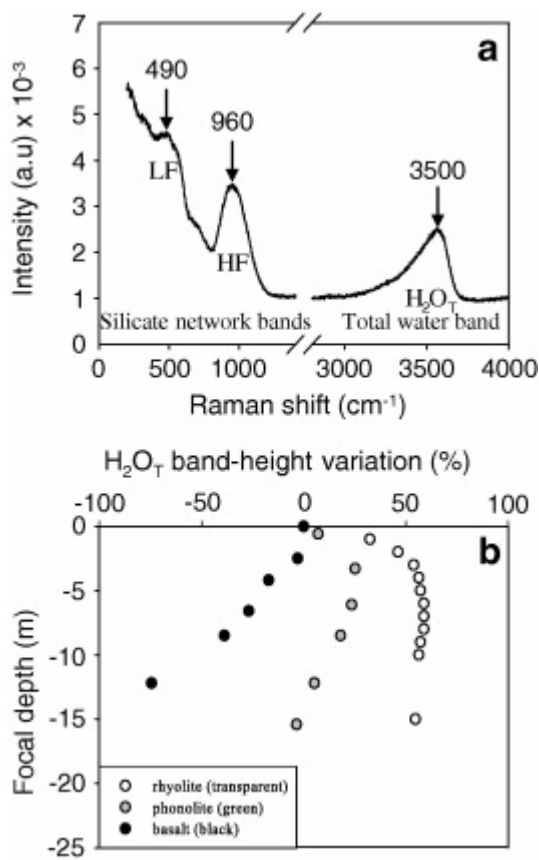 7
6
5
4
3
2
1
0
Intensity (a.u) x 10⁻³
a
490
960
3500
LF
HF
H₂O_T
Silicate network bands
Total water band
0 500 1000 3000 3500 4000
Raman shift (cm⁻¹)
H₂O_T band-height variation (%)
-100 -50 0 50 100
b
0
-5
-10
-15
-20
-25
Focal depth (m)
rhyolite (transparent)
phonolite (green)
basalt (black)